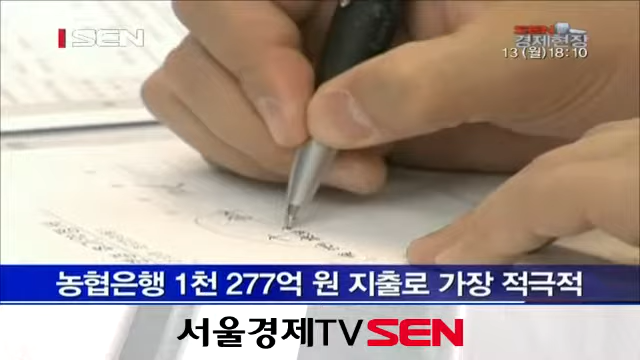 SEN
SEN
경제현장
13(월)18:10
농협은행 1천 277억 원 지출로 가장 적극적
서울경제TV SEN